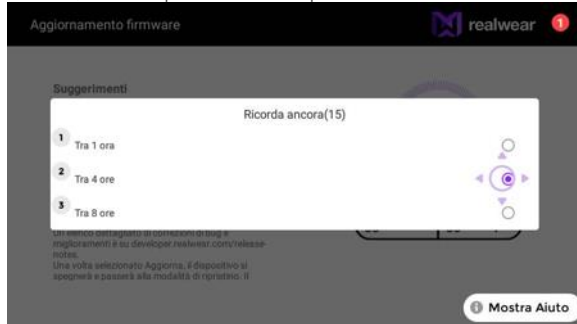 Aggiornamento firmware
realwear
1
Suggerimenti
Ricorda ancora(15)
1
Tra 1 ora
2
Tra 4 ore
3
Tra 8 ore
Un elenco dettagliato di correzioni di bug e
miglioramenti è su developer.realwear.com/release-
notes.
Una volta selezionato Aggiorna, il dispositivo si
spegnerà e passerà alla modalità di ripristino. Il
Mostra Aiuto